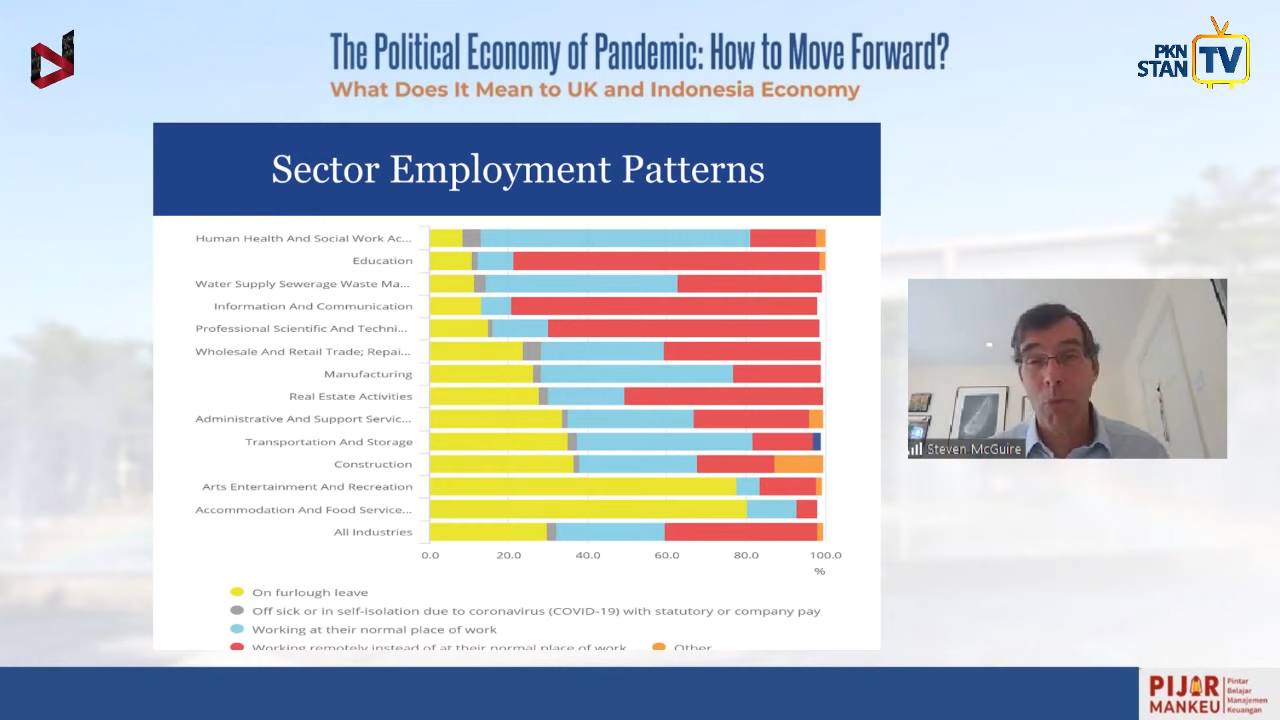 The Political Economy of Pandemic: How to Move Forward?
What Does It Mean to UK and Indonesia Economy
PKN
STAN TV
Sector Employment Patterns
Human Health And Social Work Ac...
Education
Water Supply Sewerage Waste Ma...
Information And Communication
Professional Scientific And Techni...
Wholesale And Retail Trade; Repai...
Manufacturing
Real Estate Activities
Administrative And Support Servic...
Transportation And Storage
Construction
Arts Entertainment And Recreation
Accommodation And Food Service...
All Industries
0.0 20.0 40.0 60.0 80.0 100.0
%
On furlough leave
Off sick or in self-isolation due to coronavirus (COVID-19) with statutory or company pay
Working at their normal place of work
Working remotely instead of at their normal place of work Other
Steven McGuire
PIJAR
MANKEU
Pintar
Belajar
Manajemen
Keuangan